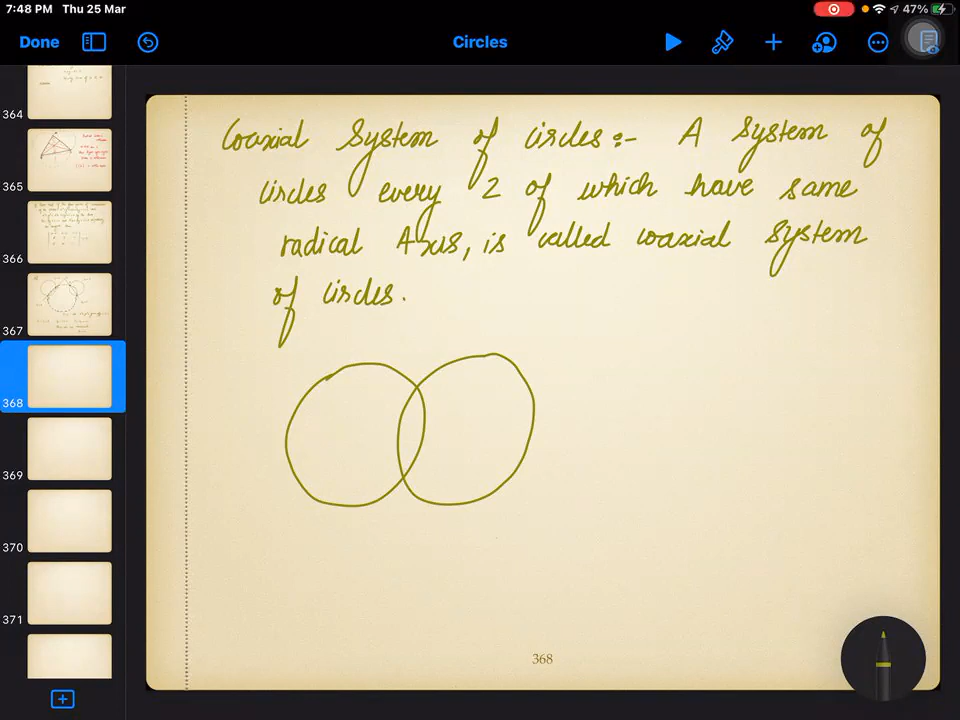 7:48 PM Thu 25 Mar 47%
Done Circles
364
365
366
367
368
369
370
371
Coaxial System of Circles :- A System of
Circles every 2 of which have same
radical Axis, is called coaxial System
of Circles.
368